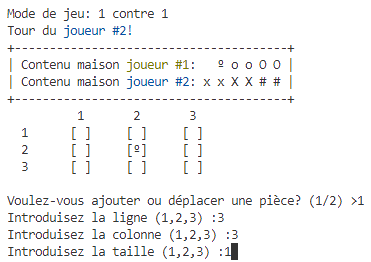 Mode de jeu: 1 contre 1
Tour du joueur #2!
+--------------------------------------+
| Contenu maison joueur #1:   º o o O O |
| Contenu maison joueur #2: x x X X # # |
+--------------------------------------+
1 2 3
1 [ ] [ ] [ ]
2 [ ] [º] [ ]
3 [ ] [ ] [ ]
Voulez-vous ajouter ou déplacer une pièce? (1/2) >1
Introduisez la ligne (1,2,3) :3
Introduisez la colonne (1,2,3) :3
Introduisez la taille (1,2,3) :1